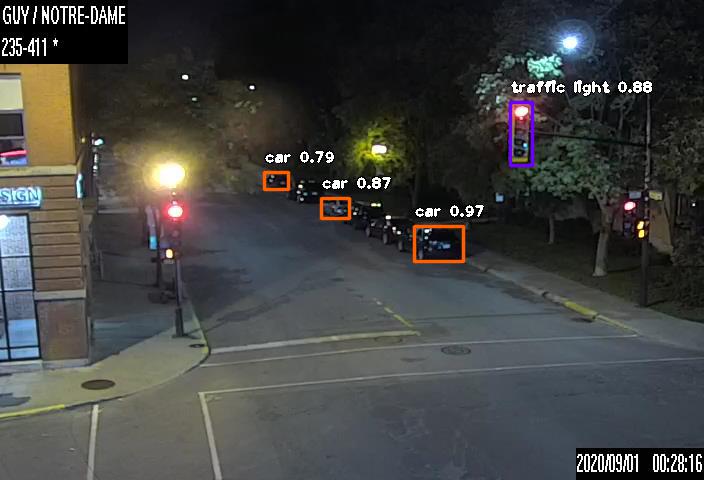 GUY / NOTRE-DAME
235-411 *
traffic light 0.88
car 0.79
car 0.87
car 0.97
SIGN
2020/09/01 00:28:16